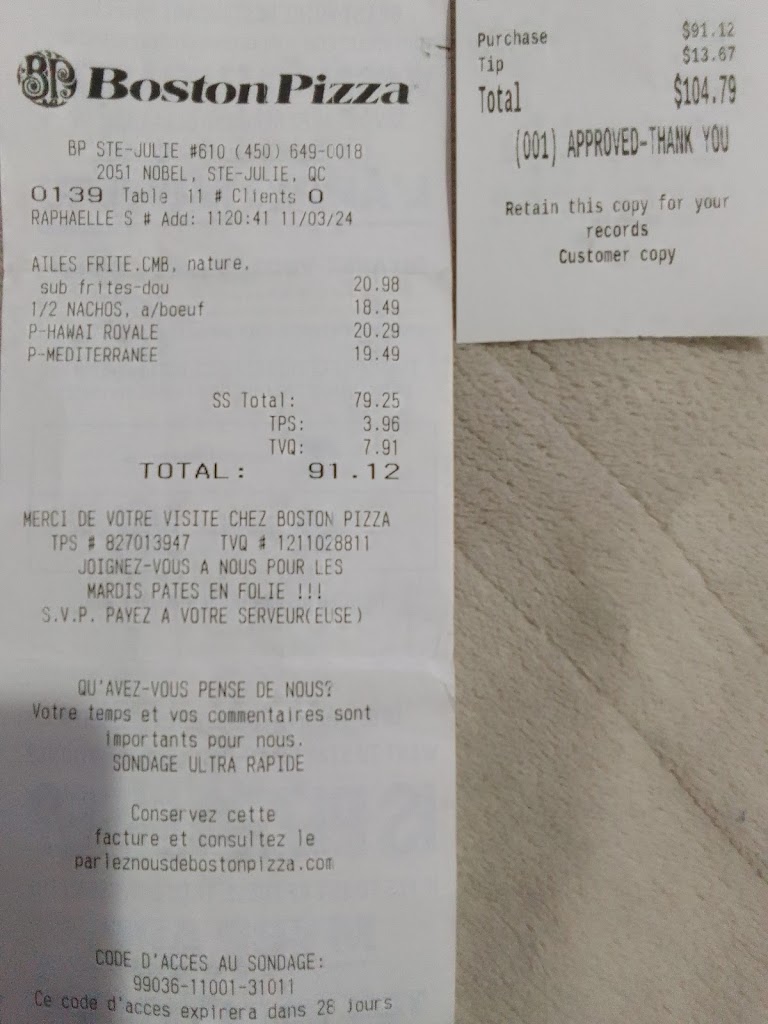 BP Boston Pizza
BP STE-JULIE #610 (450) 649-0018
2051 NOBEL, STE-JULIE, QC
0139 Table 11 # Clients 0
RAPHAELLE S # Add: 1120:41 11/03/24
AILES FRITE.CMB, nature,
sub frites-dou 20.98
1/2 NACHOS, a/boeuf 18.49
P-HAWAI ROYALE 20.29
P-MEDITERRANEE 19.49
SS Total: 79.25
TPS: 3.96
TVQ: 7.91
TOTAL: 91.12
MERCI DE VOTRE VISITE CHEZ BOSTON PIZZA
TPS # 827013947 TVQ # 1211028811
JOIGNEZ-VOUS A NOUS POUR LES
MARDIS PATES EN FOLIE !!!
S.V.P. PAYEZ A VOTRE SERVEUR(EUSE)
QU'AVEZ-VOUS PENSE DE NOUS?
Votre temps et vos commentaires sont
importants pour nous.
SONDAGE ULTRA RAPIDE
Conservez cette
facture et consultez le
parleznousdebostonpizza.com
CODE D'ACCES AU SONDAGE:
99036-11001-31011
Ce code d'acces expirera dans 28 jours
Purchase $91.12
Tip $13.67
Total $104.79
(001) APPROVED-THANK YOU
Retain this copy for your
records
Customer copy